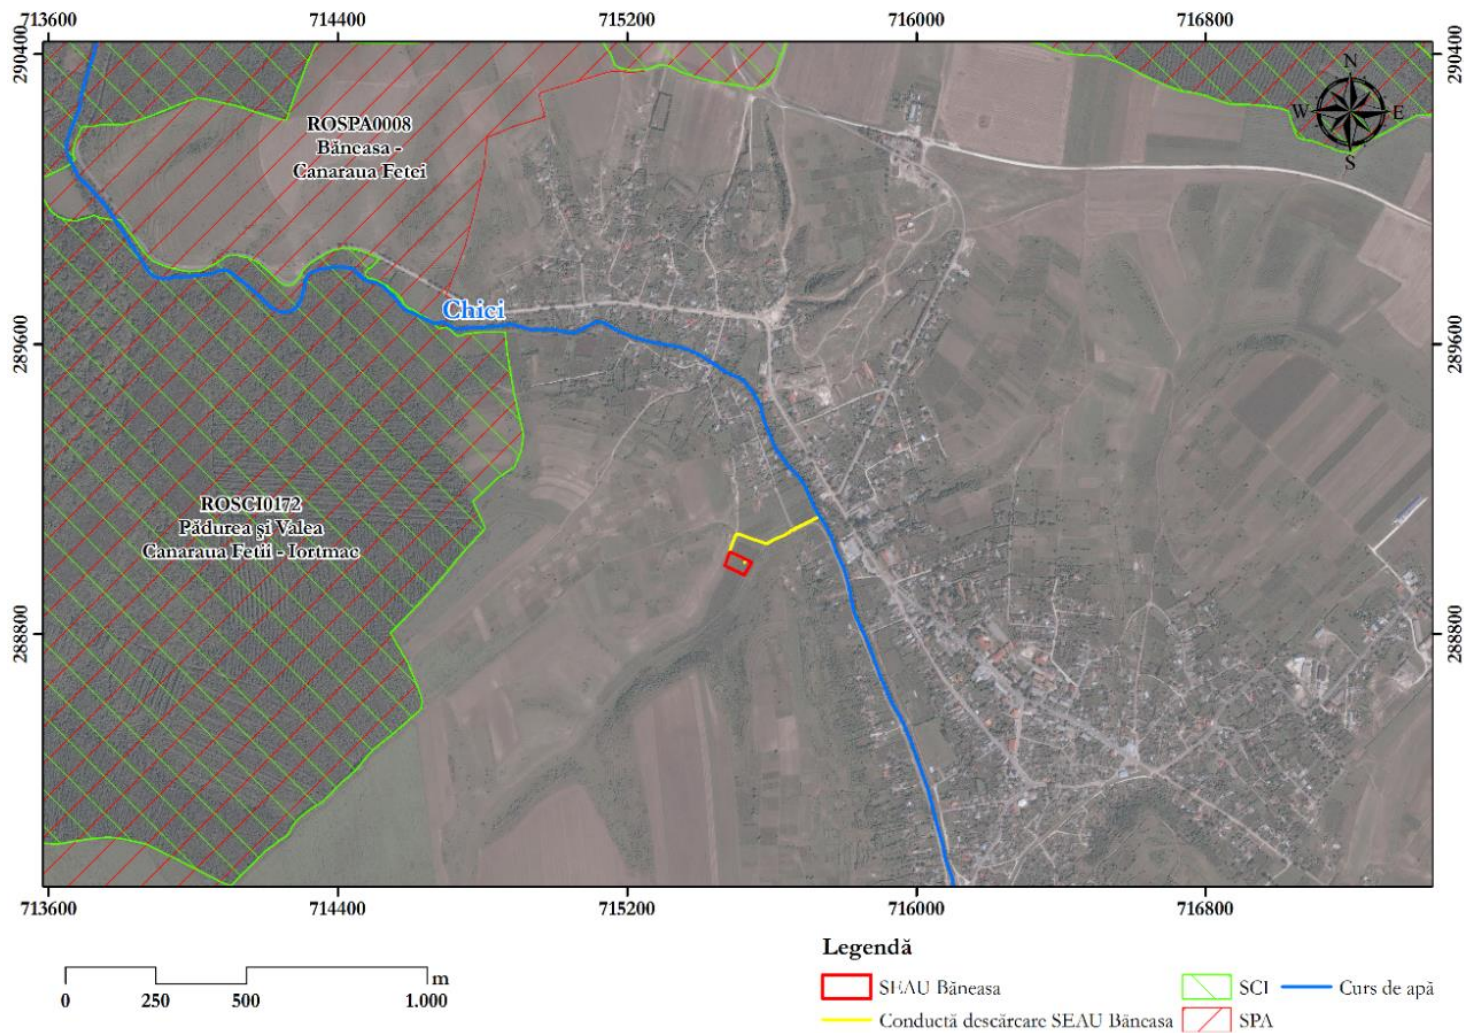 713600 714400 715200 716000 716800
290400 290400
N
W E
S
ROSPA0008
Băneasa -
Canaraua Fetei
Chici
289600 289600
ROSCI0172
Pădurea și Valea
Canaraua Fetii - Iortmac
288800 288800
713600 714400 715200 716000 716800
Legendă
m
SEAU Băneasa SCI Curs de apă
0 250 500 1.000
Conductă descărcare SEAU Băneasa SPA